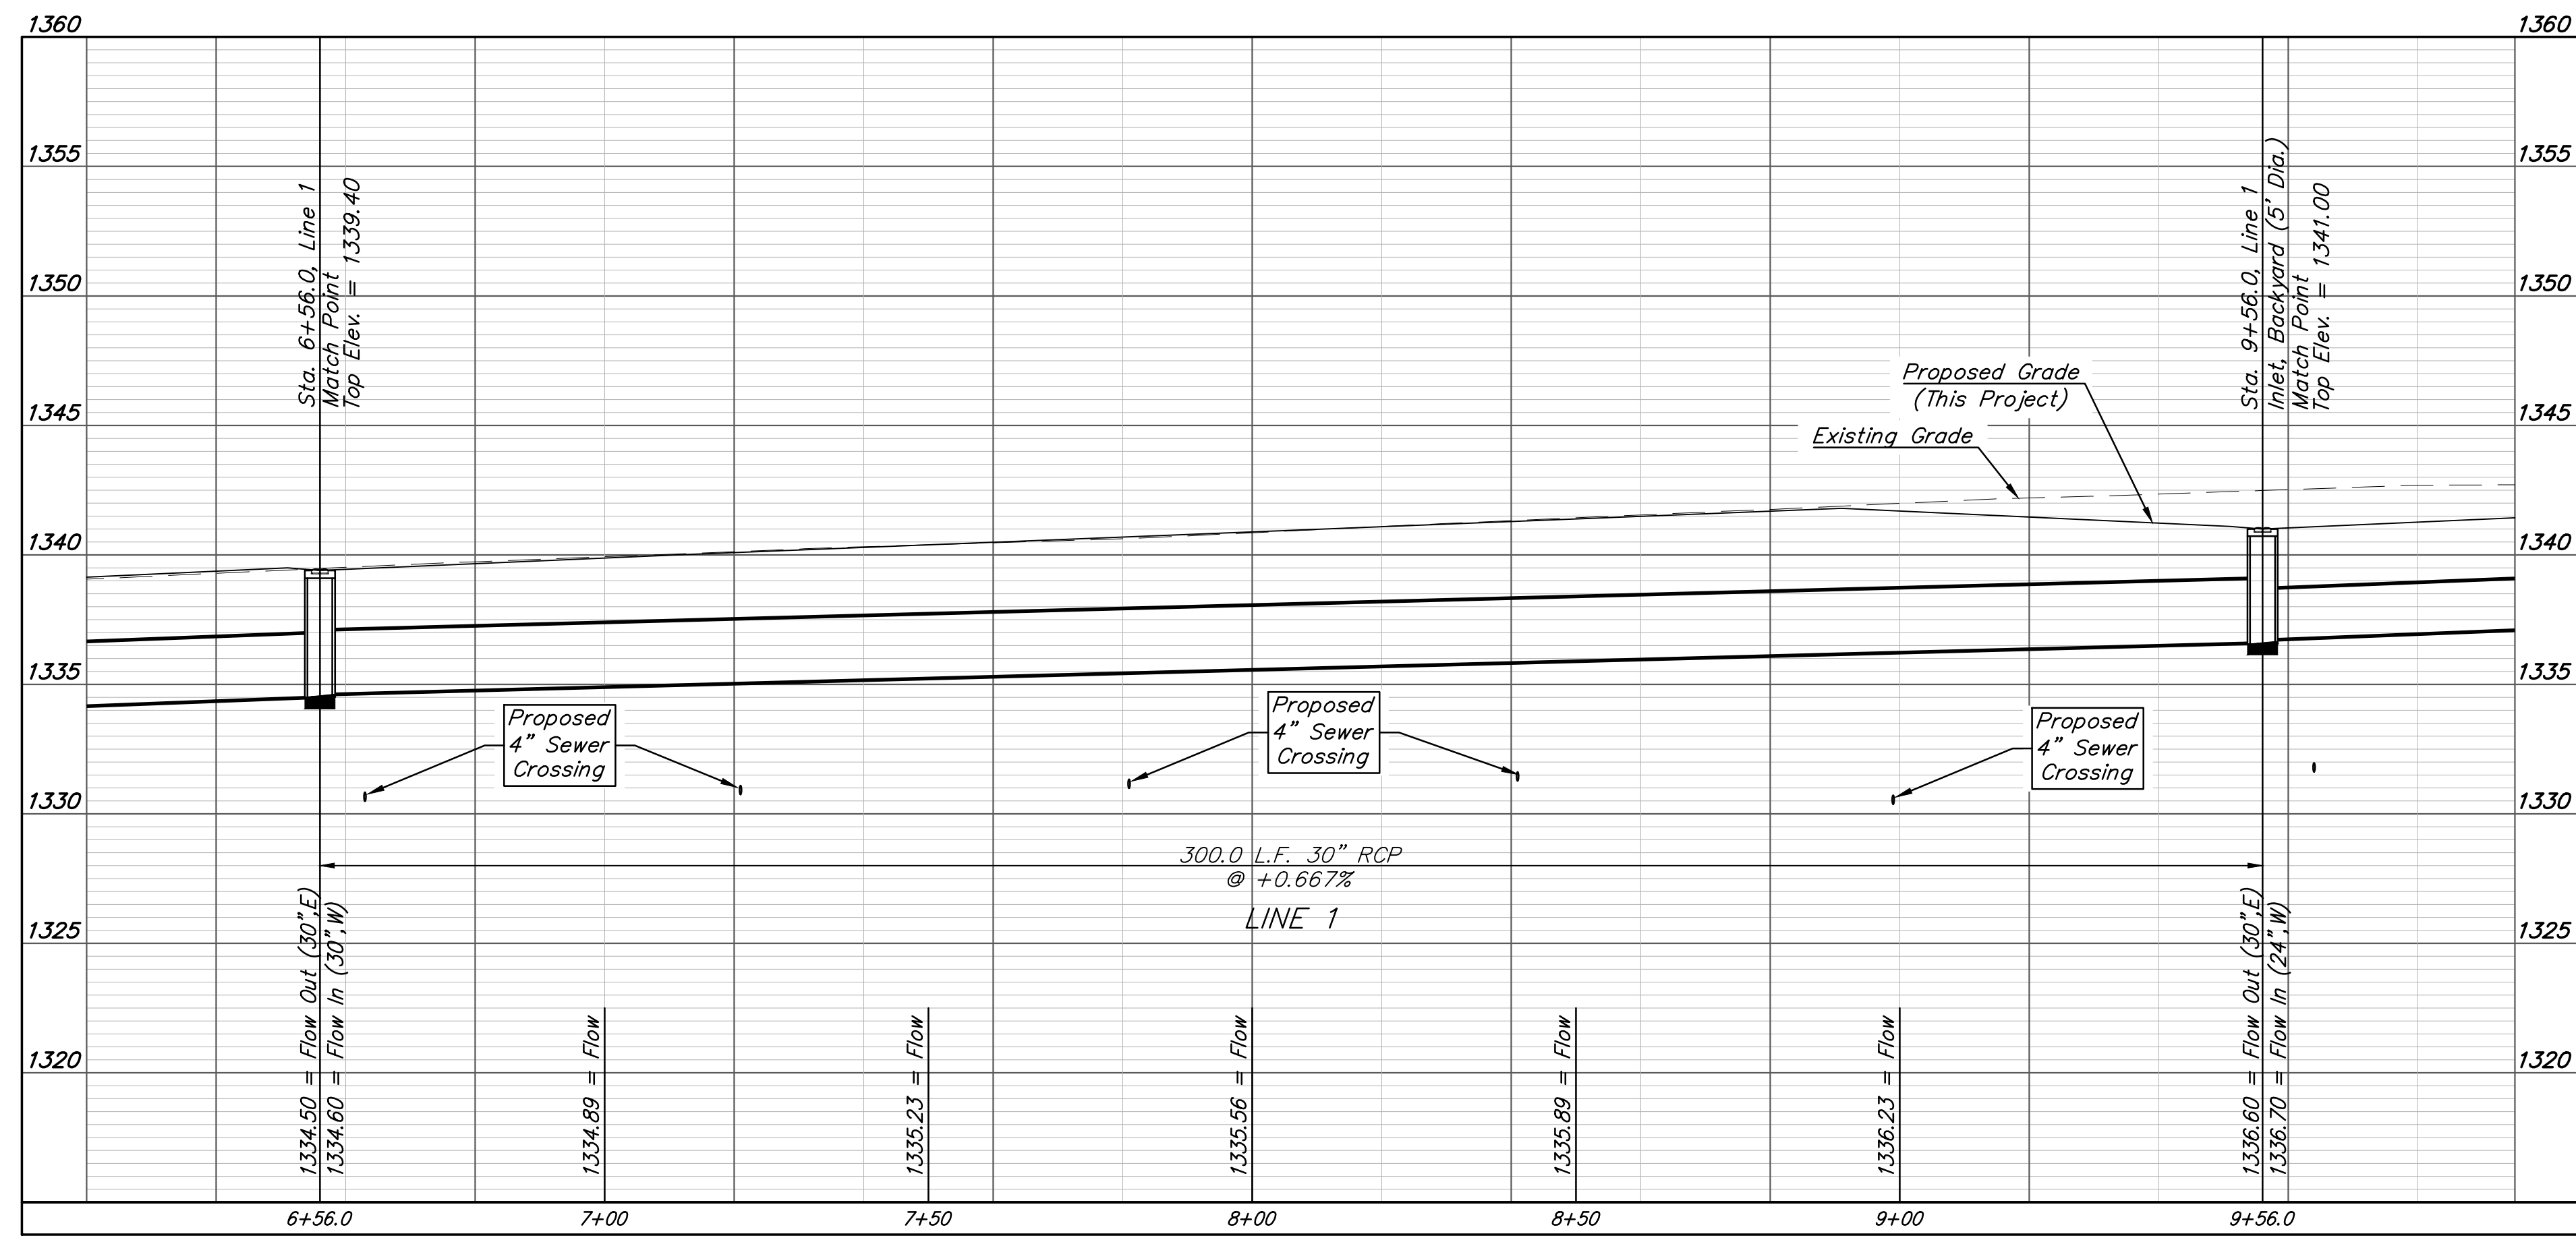 1360
1360
1355
1355
1350
1350
1345
1345
1340
1340
1335
1335
1330
1330
1325
1325
1320
1320
Sta. 6+56.0, Line 1
Match Point
Top Elev. = 1339.40
Sta. 9+56.0, Line 1
Inlet, Backyard (5' Dia.)
Match Point
Top Elev. = 1341.00
Proposed Grade
(This Project)
Existing Grade
Proposed
4" Sewer
Crossing
Proposed
4" Sewer
Crossing
Proposed
4" Sewer
Crossing
300.0 L.F. 30" RCP
@ +0.667%
LINE 1
1334.50 = Flow Out (30",E)
1334.60 = Flow In (30",W)
1334.89 = Flow
1335.23 = Flow
1335.56 = Flow
1335.89 = Flow
1336.23 = Flow
1336.60 = Flow Out (30",E)
1336.70 = Flow In (24",W)
6+56.0
7+00
7+50
8+00
8+50
9+00
9+56.0